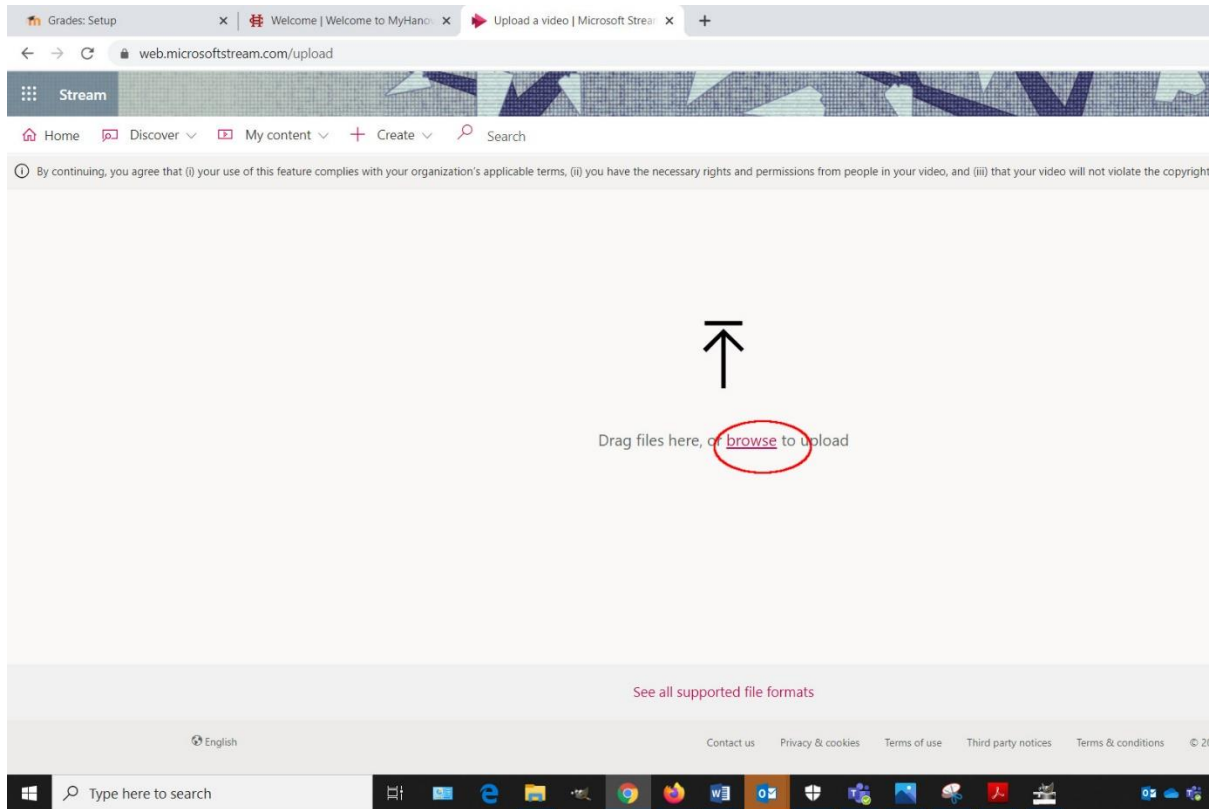 Grades: Setup
Welcome | Welcome to MyHano
Upload a video | Microsoft Strea
web.microsoftstream.com/upload
Stream
Home Discover My content Create Search
By continuing, you agree that (i) your use of this feature complies with your organization's applicable terms, (ii) you have the necessary rights and permissions from people in your video, and (iii) that your video will not violate the copyright
Drag files here, or browse to upload
See all supported file formats
English Contact us Privacy & cookies Terms of use Third party notices Terms & conditions © 20
Type here to search